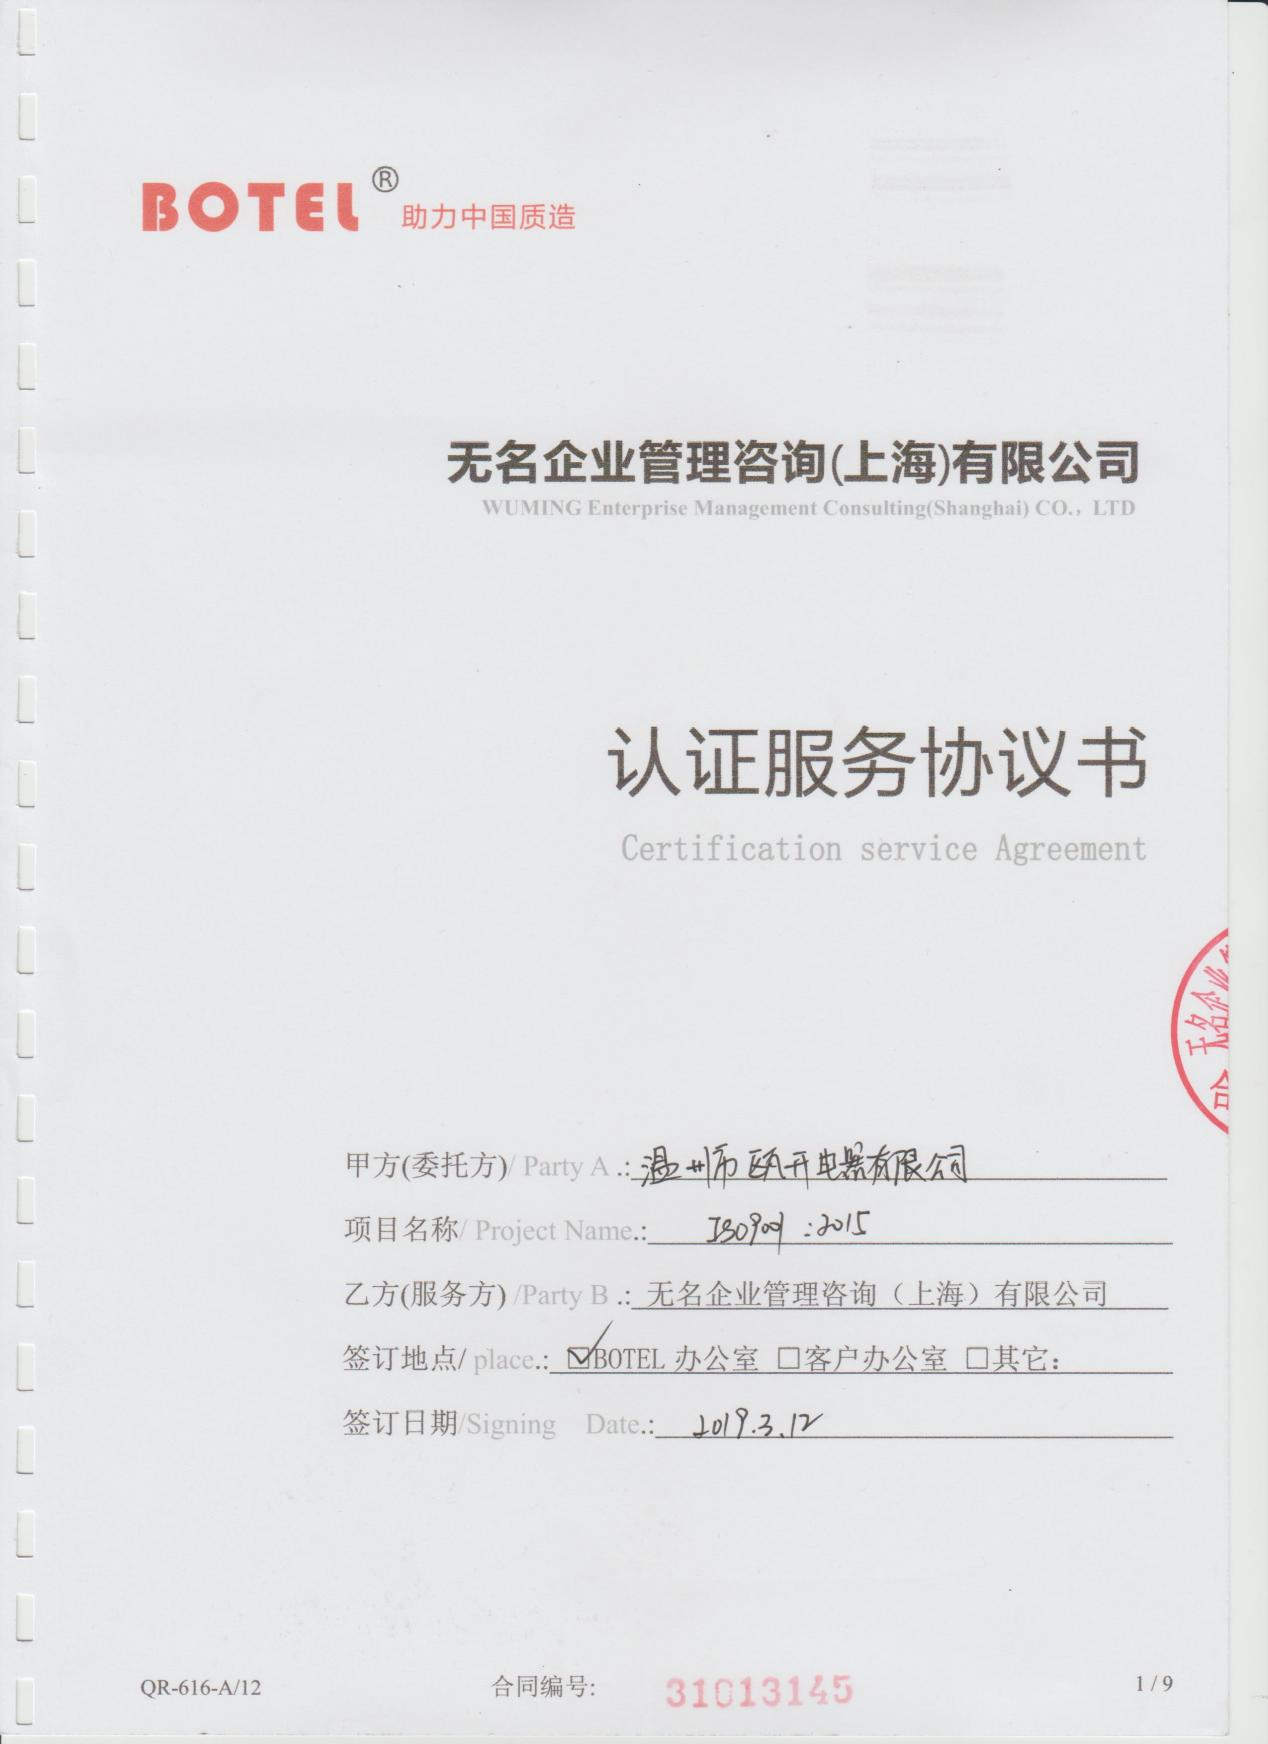 BOTEL® 助力中国质造
无名企业管理咨询(上海)有限公司
WUMING Enterprise Management Consulting(Shanghai) CO.，LTD
认证服务协议书
Certification service Agreement
无名企业
合
甲方(委托方)/ Party A .: 温州市瓯开电器有限公司
项目名称/ Project Name.: ISO9001 :2015
乙方(服务方) /Party B .: 无名企业管理咨询（上海）有限公司
签订地点/ place.: ☑BOTEL 办公室 □客户办公室 □其它：
签订日期/Signing Date.: 2019.3.12
QR-616-A/12 合同编号: 31013145 1 / 9